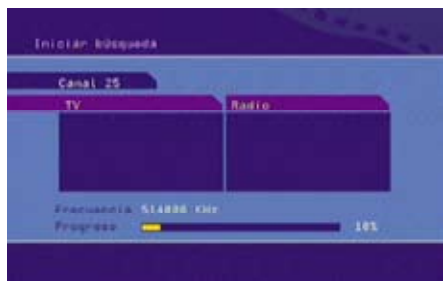 Iniciar búsqueda
Canal 25
TV Radio
Frecuencia 514000 KHz
Progreso 10%